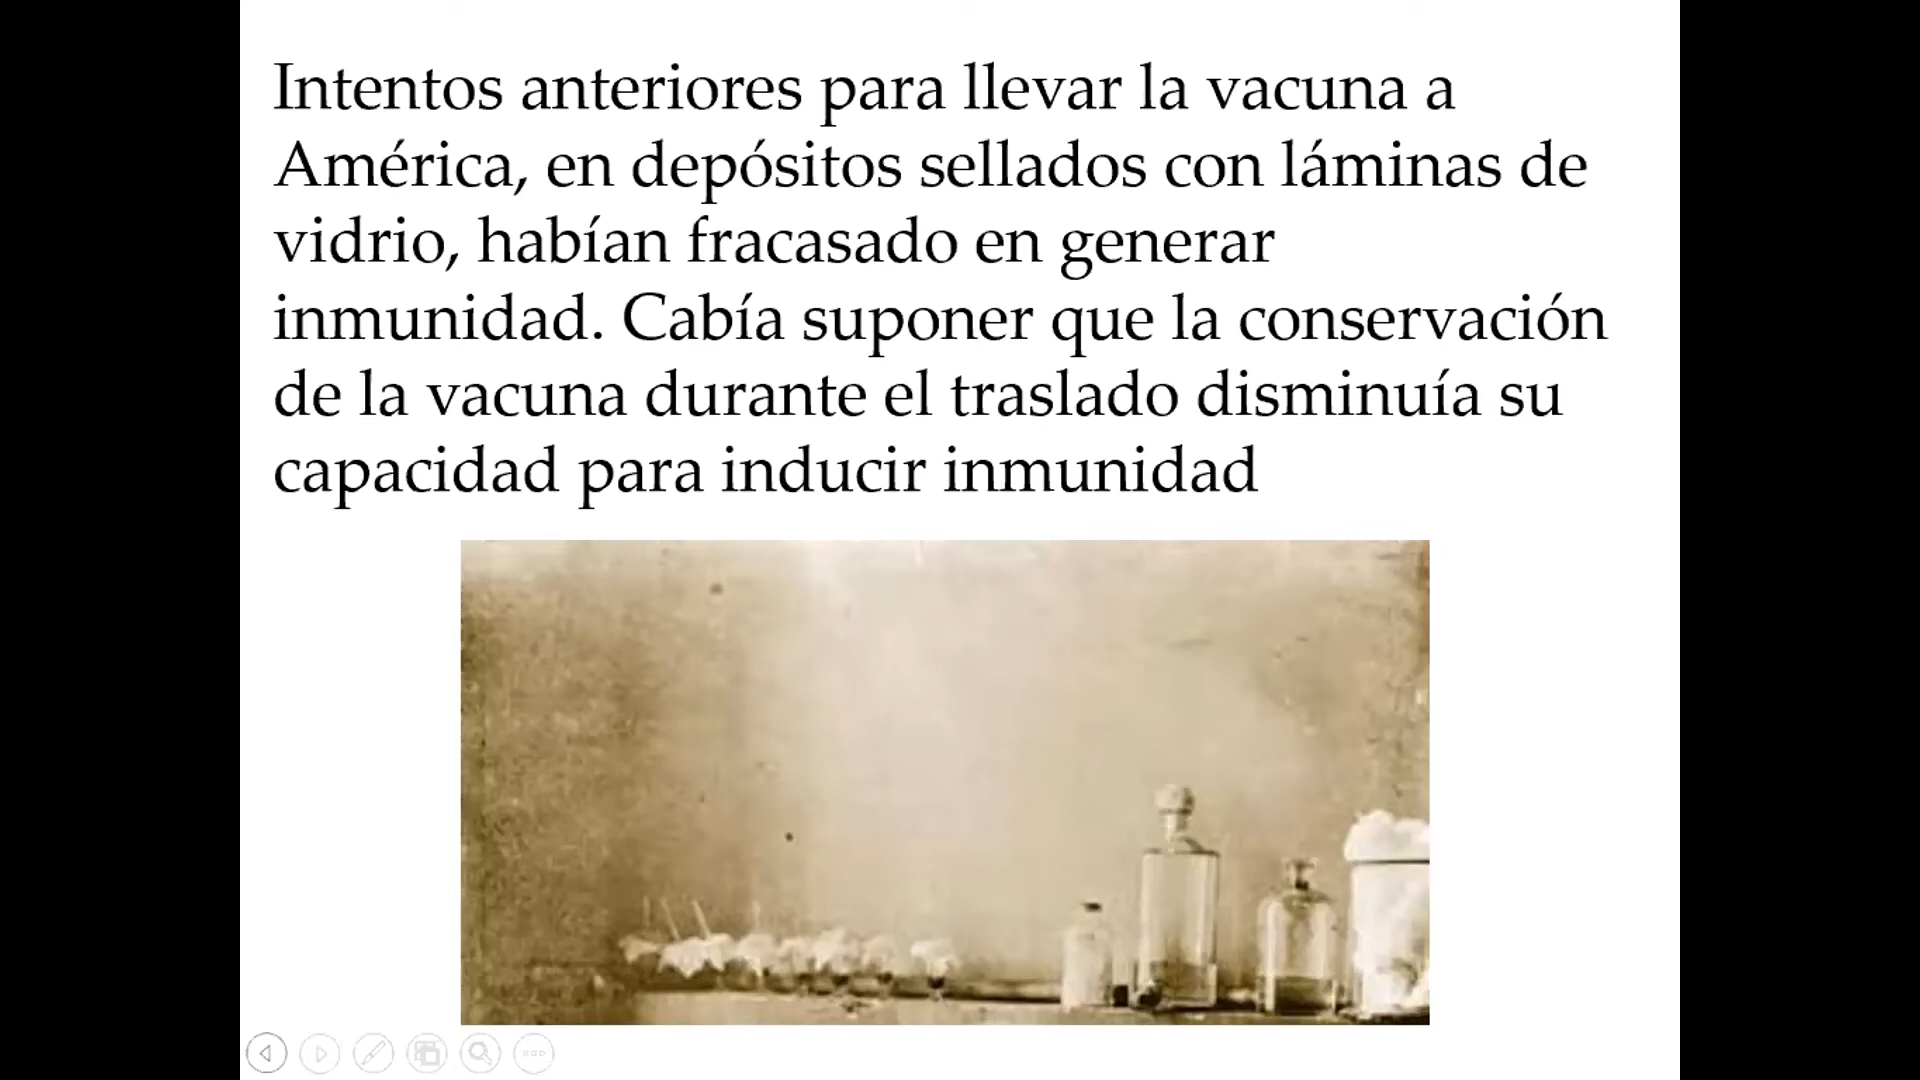 Intentos anteriores para llevar la vacuna a
América, en depósitos sellados con láminas de
vidrio, habían fracasado en generar
inmunidad. Cabía suponer que la conservación
de la vacuna durante el traslado disminuía su
capacidad para inducir inmunidad